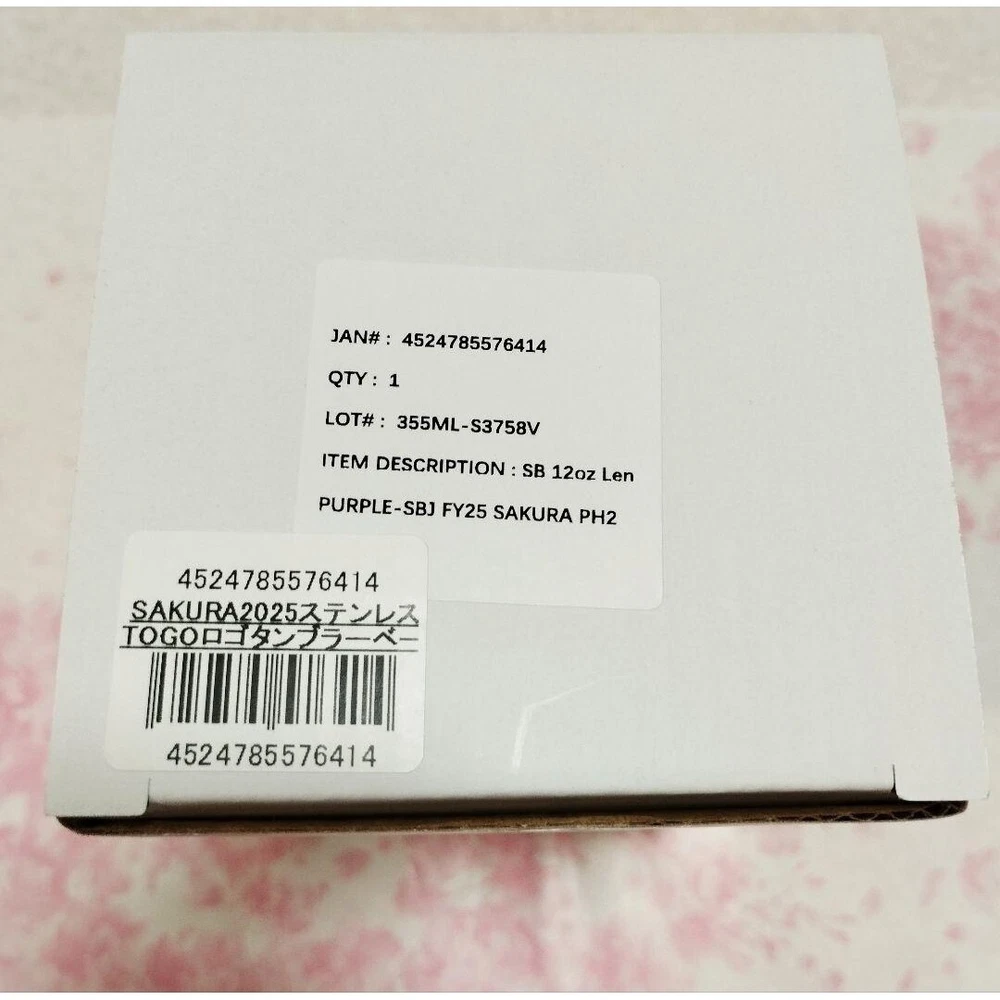 JAN# : 4524785576414
QTY : 1
LOT# : 355ML-S3758V
ITEM DESCRIPTION : SB 12oz Len
PURPLE-SBJ FY25 SAKURA PH2
4524785576414
SAKURA2025ステンレス
TOGOロゴタンブラーベー
4524785576414